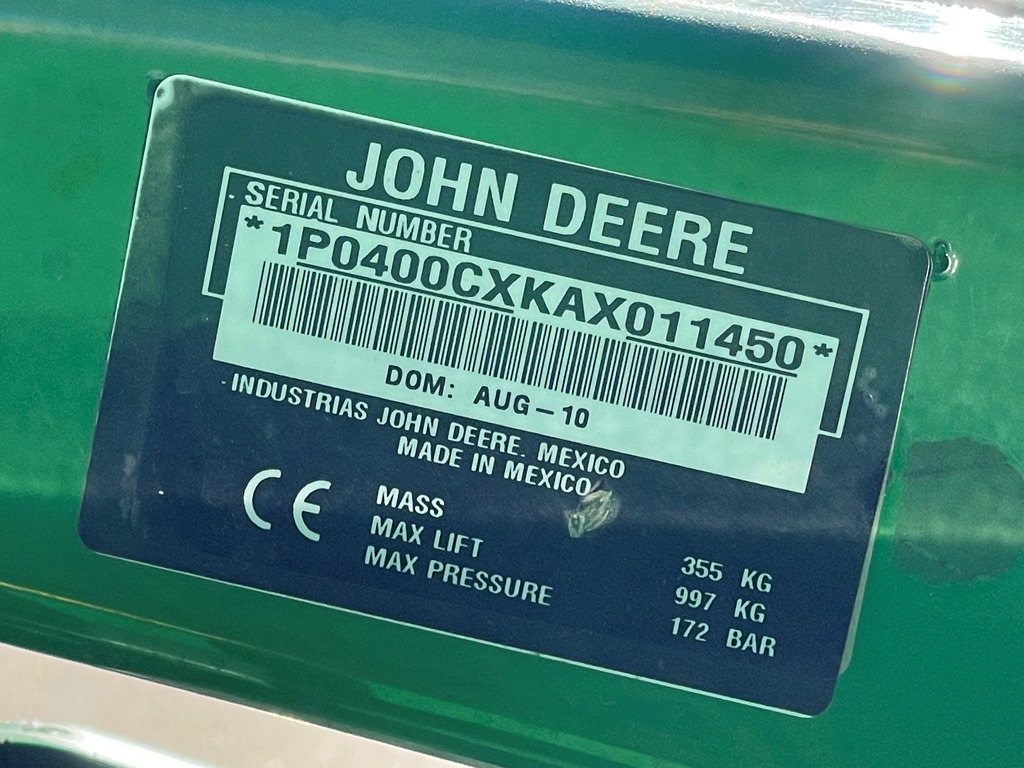 JOHN DEERE
SERIAL NUMBER
*1P0400CXKAX011450*
DOM: AUG-10
INDUSTRIAS JOHN DEERE. MEXICO
MADE IN MEXICO
CE
MASS 355 KG
MAX LIFT 997 KG
MAX PRESSURE 172 BAR